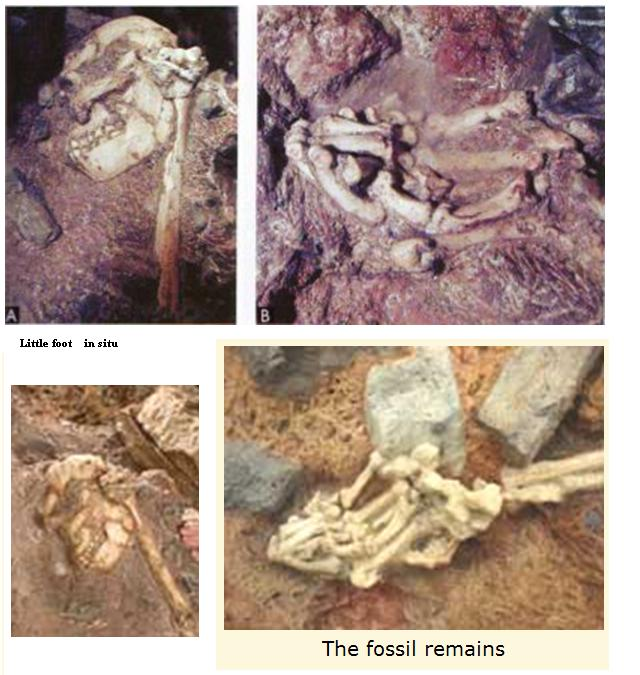 A
B
Little foot in situ
The fossil remains